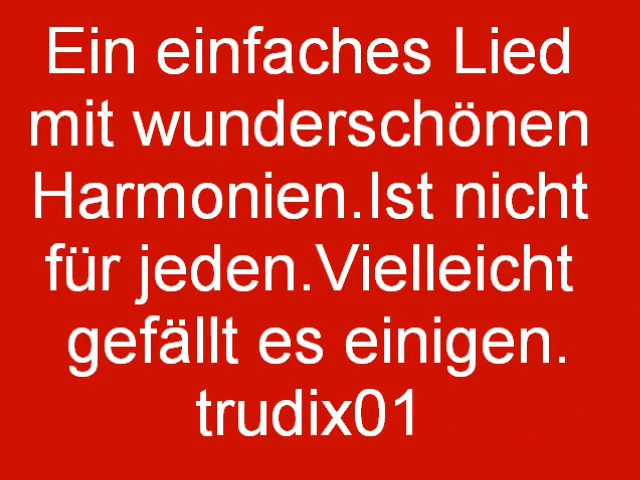 Ein einfaches Lied
mit wunderschönen
Harmonien.Ist nicht
für jeden.Vielleicht
gefällt es einigen.
trudix01